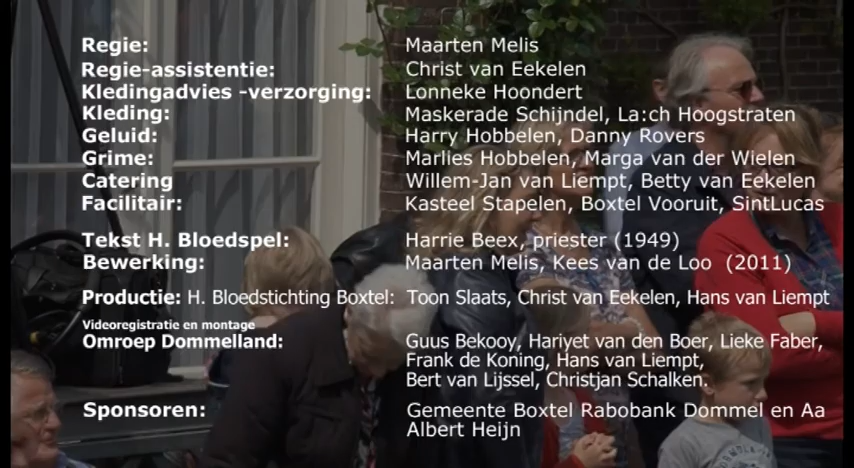 Regie: Maarten Melis
Regie-assistentie: Christ van Eekelen
Kledingadvies -verzorging: Lonneke Hoondert
Kleding: Maskerade Schijndel, La:ch Hoogstraten
Geluid: Harry Hobbelen, Danny Rovers
Grime: Marlies Hobbelen, Marga van der Wielen
Catering Willem-Jan van Liempt, Betty van Eekelen
Facilitair: Kasteel Stapelen, Boxtel Vooruit, SintLucas
Tekst H. Bloedspel: Harrie Beex, priester (1949)
Bewerking: Maarten Melis, Kees van de Loo (2011)
Productie: H. Bloedstichting Boxtel: Toon Slaats, Christ van Eekelen, Hans van Liempt
Videoregistratie en montage
Omroep Dommelland: Guus Bekooy, Hariyet van den Boer, Lieke Faber,
Frank de Koning, Hans van Liempt,
Bert van Lijssel, Christjan Schalken.
Sponsoren: Gemeente Boxtel Rabobank Dommel en Aa
Albert Heijn